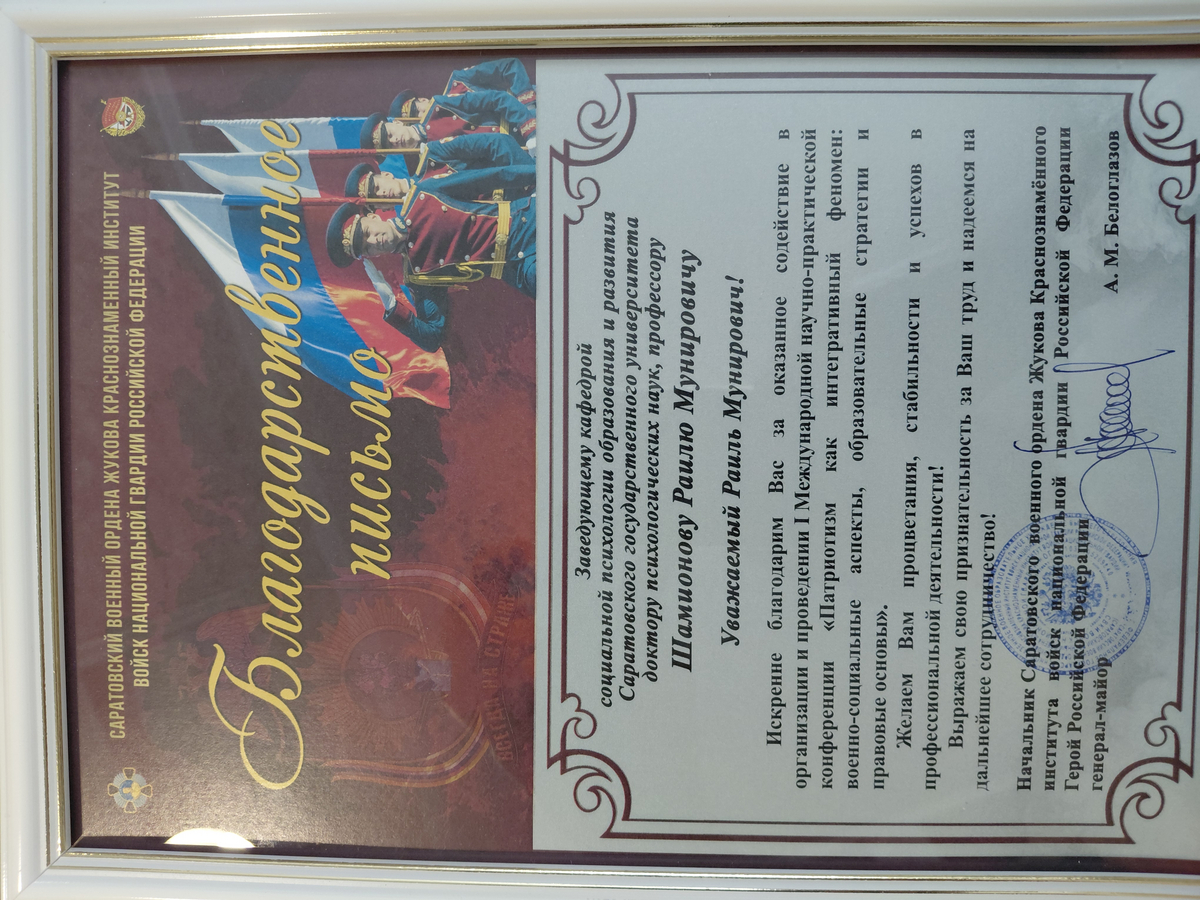 САРАТОВСКИЙ ВОЕННЫЙ ОРДЕНА ЖУКОВА КРАСНОЗНАМЕННЫЙ ИНСТИТУТ
ВОЙСК НАЦИОНАЛЬНОЙ ГВАРДИИ РОССИЙСКОЙ ФЕДЕРАЦИИ
Благодарственное
письмо
ВСЕГДА НА СТРАЖЕ
Заведующему кафедрой
социальной психологии образования и развития
Саратовского государственного университета
доктору психологических наук, профессору
Шамионову Раилю Мунировичу
Уважаемый Раиль Мунирович!
Искренне благодарим Вас за оказанное содействие в
организации и проведении I Международной научно-практической
конференции «Патриотизм как интегративный феномен:
военно-социальные аспекты, образовательные стратегии и
правовые основы».
Желаем Вам процветания, стабильности и успехов в
профессиональной деятельности!
Выражаем свою признательность за Ваш труд и надеемся на
дальнейшее сотрудничество!
Начальник Саратовского военного ордена Жукова Краснознамённого
института войск национальной гвардии Российской Федерации
Герой Российской Федерации
генерал-майор А. М. Белоглазов